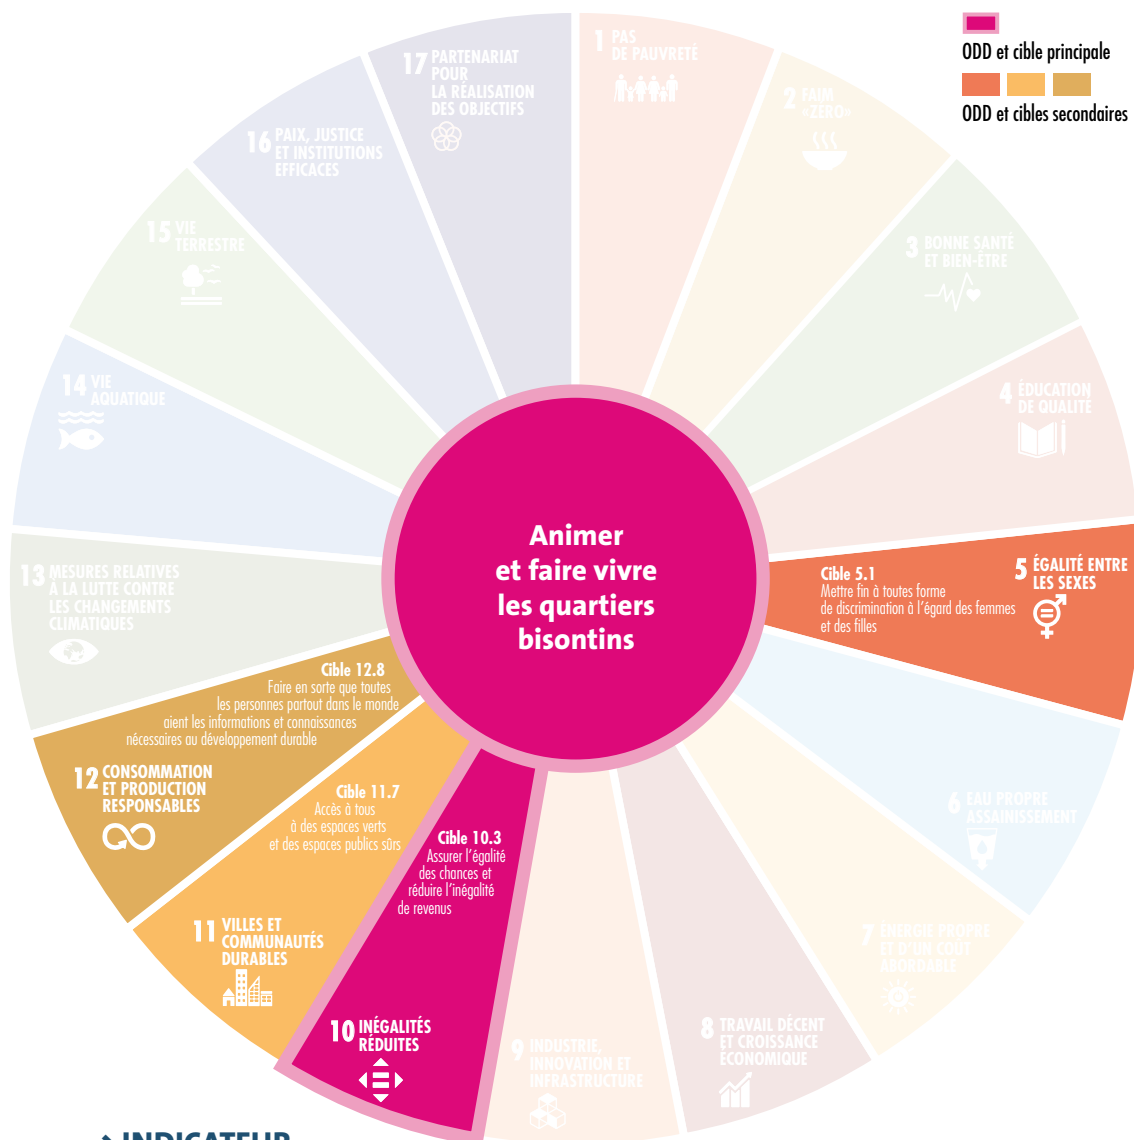 ODD et cible principale
ODD et cibles secondaires
1 PAS
DE PAUVRETÉ
2 FAIM
«ZERO»
3 BONNE SANTÉ
ET BIEN-ÊTRE
4 ÉDUCATION
DE QUALITÉ
5 ÉGALITÉ ENTRE
LES SEXES
Cible 5.1
Mettre fin à toutes forme
de discrimination à l'égard des femmes
et des filles
6 EAU PROPRE
ASSAINISSEMENT
7 ÉNERGIE PROPRE
ET D'UN COÛT
ABORDABLE
8 TRAVAIL DÉCENT
ET CROISSANCE
ÉCONOMIQUE
9 INDUSTRIE,
INNOVATION ET
INFRASTRUCTURE
Cible 10.3
Assurer l'égalité
des chances et
réduire l'inégalité
de revenus
10 INÉGALITÉS
RÉDUITES
Cible 11.7
Accès à tous
à des espaces verts
et des espaces publics sûrs
11 VILLES ET
COMMUNAUTÉS
DURABLES
Cible 12.8
Faire en sorte que toutes
les personnes partout dans le monde
aient les informations et connaissances
nécessaires au développement durable
12 CONSOMMATION
ET PRODUCTION
RESPONSABLES
13 MESURES RELATIVES
À LA LUTTE CONTRE
LES CHANGEMENTS
CLIMATIQUES
14 VIE
AQUATIQUE
15 VIE
TERRESTRE
16 PAIX, JUSTICE
ET INSTITUTIONS
EFFICACES
17 PARTENARIAT
POUR
LA RÉALISATION
DES OBJECTIFS
Animer
et faire vivre
les quartiers
bisontins
INDICATEUR